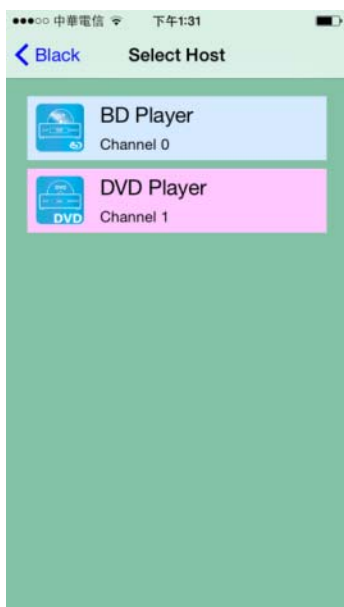 中華電信 下午1:31
Black Select Host
BD Player
Channel 0
DVD Player
DVD
Channel 1